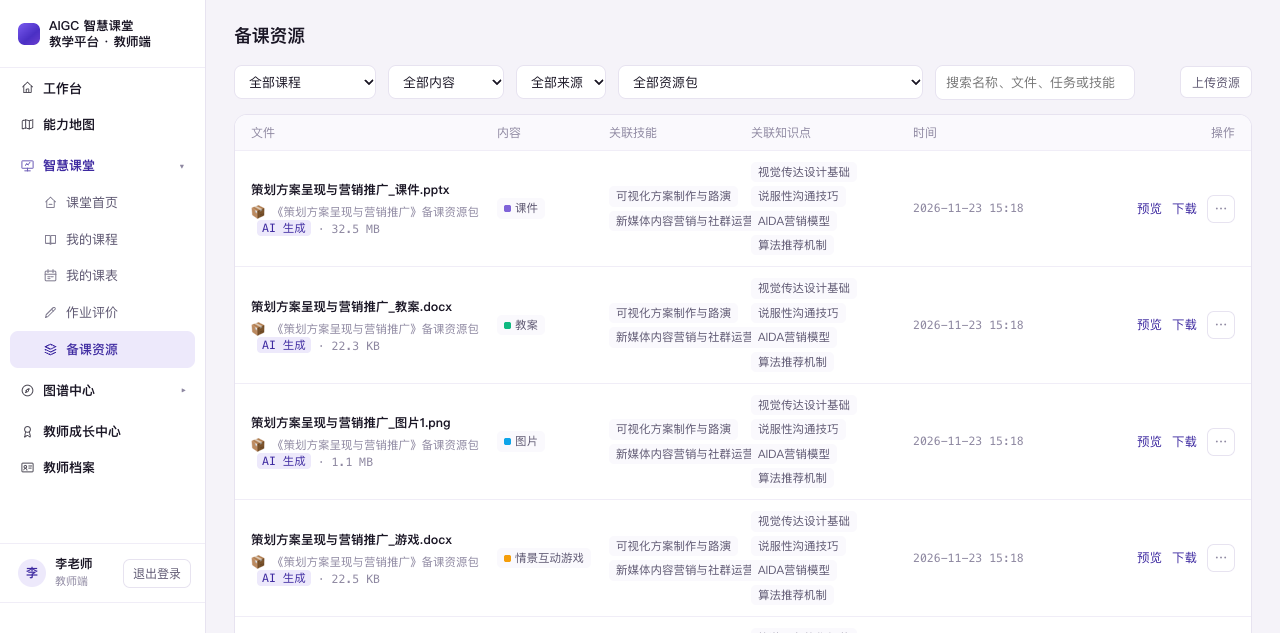 AIGC 智慧课堂
教学平台 · 教师端
工作台
能力地图
智慧课堂
课堂首页
我的课程
我的课表
作业评价
备课资源
图谱中心
教师成长中心
教师档案
李
李老师
教师端
退出登录
备课资源
全部课程
全部内容
全部来源
全部资源包
搜索名称、文件、任务或技能
上传资源
文件 内容 关联技能 关联知识点 时间 操作
策划方案呈现与营销推广_课件.pptx
《策划方案呈现与营销推广》备课资源包
AI 生成 · 32.5 MB
课件
可视化方案制作与路演
新媒体内容营销与社群运营
视觉传达设计基础
说服性沟通技巧
AIDA营销模型
算法推荐机制
2026-11-23 15:18
预览 下载 ···
策划方案呈现与营销推广_教案.docx
《策划方案呈现与营销推广》备课资源包
AI 生成 · 22.3 KB
教案
可视化方案制作与路演
新媒体内容营销与社群运营
视觉传达设计基础
说服性沟通技巧
AIDA营销模型
算法推荐机制
2026-11-23 15:18
预览 下载 ···
策划方案呈现与营销推广_图片1.png
《策划方案呈现与营销推广》备课资源包
AI 生成 · 1.1 MB
图片
可视化方案制作与路演
新媒体内容营销与社群运营
视觉传达设计基础
说服性沟通技巧
AIDA营销模型
算法推荐机制
2026-11-23 15:18
预览 下载 ···
策划方案呈现与营销推广_游戏.docx
《策划方案呈现与营销推广》备课资源包
AI 生成 · 22.5 KB
情景互动游戏
可视化方案制作与路演
新媒体内容营销与社群运营
视觉传达设计基础
说服性沟通技巧
AIDA营销模型
算法推荐机制
2026-11-23 15:18
预览 下载 ···